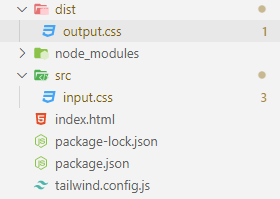 dist
output.css 1
node_modules
src
input.css 3
index.html
package-lock.json
package.json
tailwind.config.js